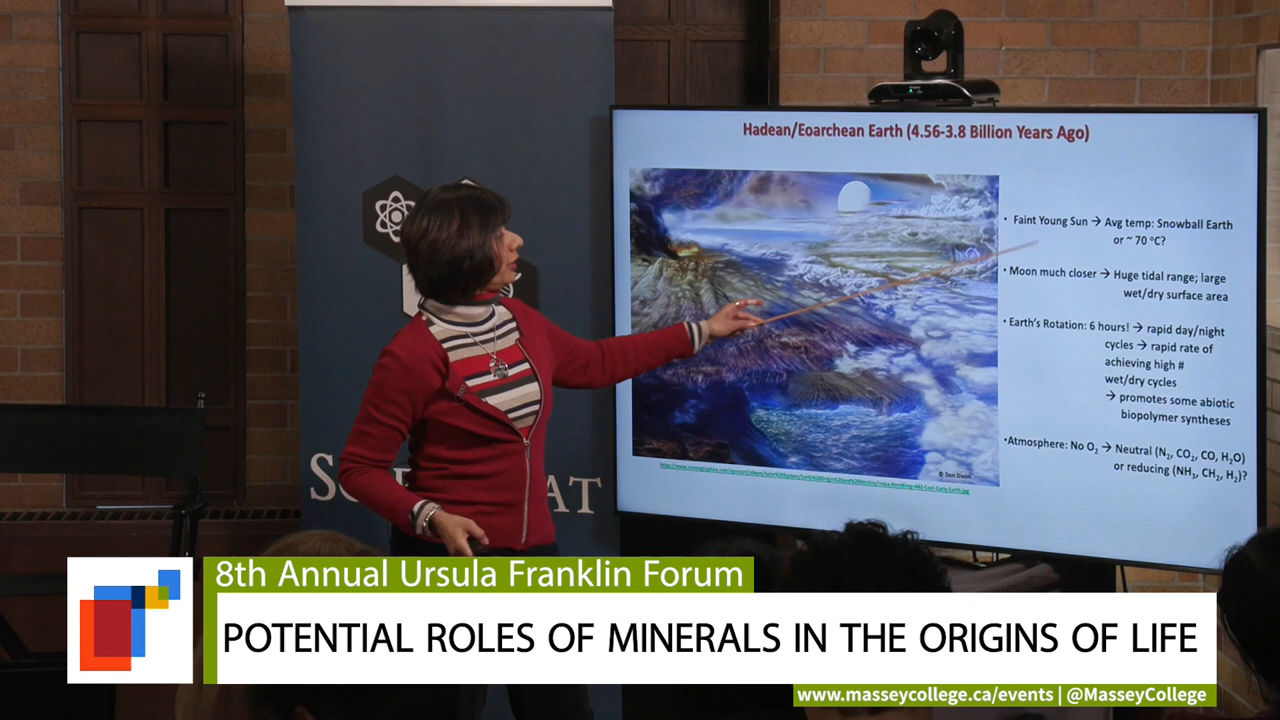 Hadean/Eoarchean Earth (4.56-3.8 Billion Years Ago)
• Faint Young Sun → Avg temp: Snowball Earth
or ~ 70 °C?
• Moon much closer → Huge tidal range; large
wet/dry surface area
• Earth's Rotation: 6 hours! → rapid day/night
cycles → rapid rate of
achieving high #
wet/dry cycles
→ promotes some abiotic
biopolymer syntheses
•Atmosphere: No O₂ → Neutral (N₂, CO₂, CO, H₂O)
or reducing (NH₃, CH₂, H₂)?
© Don Dixon
8th Annual Ursula Franklin Forum
POTENTIAL ROLES OF MINERALS IN THE ORIGINS OF LIFE
www.masseycollege.ca/events | @MasseyCollege